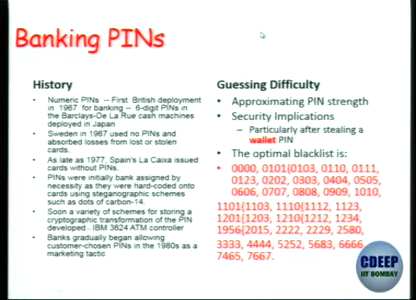 Banking PINs
History
• Numeric PINs -- First British deployment
in 1967 for banking -- 6-digit PINs in
the Barclays-De La Rue cash machines
deployed in Japan
• Sweden in 1967 used no PINs and
absorbed losses from lost or stolen
cards.
• As late as 1977, Spain's La Caixa issued
cards without PINs.
• PINs were initially bank assigned by
necessity as they were hard-coded onto
cards using steganographic schemes
such as dots of carbon-14.
• Soon a variety of schemes for storing a
cryptographic transformation of the PIN
developed - IBM 3624 ATM controller
• Banks gradually began allowing
customer-chosen PINs in the 1980s as a
marketing tactic
Guessing Difficulty
• Approximating PIN strength
• Security Implications
– Particularly after stealing a
wallet PIN
• The optimal blacklist is:
• 0000, 0101{0103, 0110, 0111,
0123, 0202, 0303, 0404, 0505,
0606, 0707, 0808, 0909, 1010,
1101{1103, 1110{1112, 1123,
1201{1203, 1210{1212, 1234,
1956{2015, 2222, 2229, 2580,
3333, 4444, 5252, 5683, 6666,
7465, 7667.
CDEEP
IIT BOMBAY